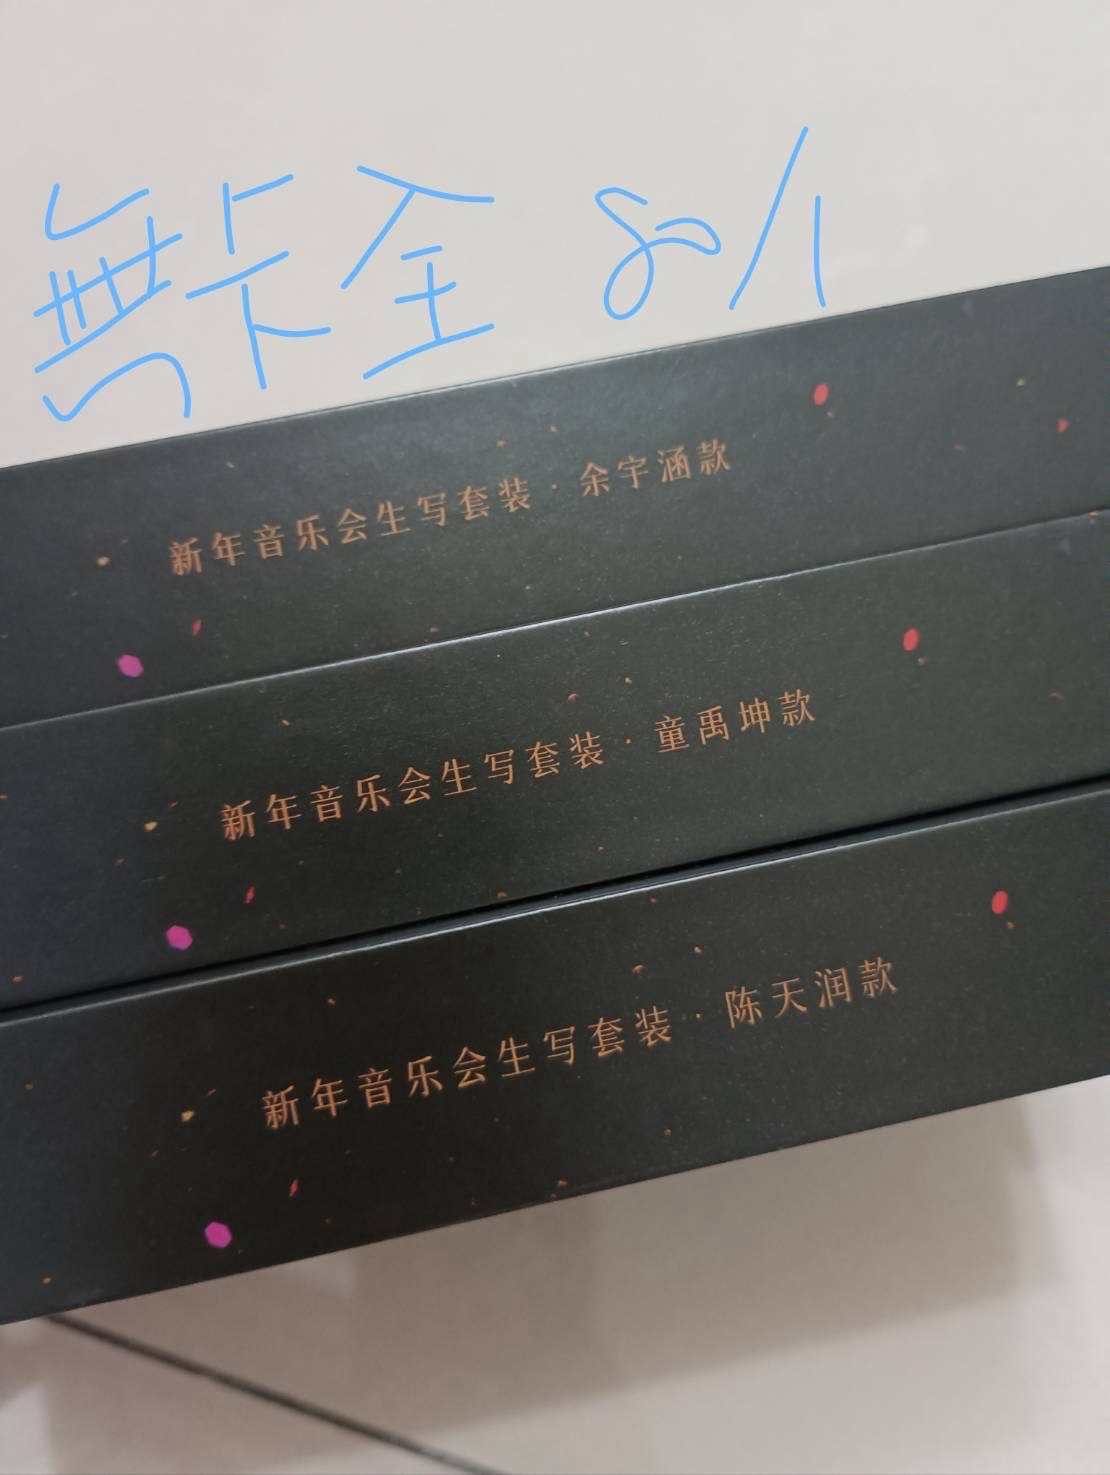 無卡全 80/1
新年音乐会生写套装·余宇涵款
新年音乐会生写套装·童禹坤款
新年音乐会生写套装·陈天润款